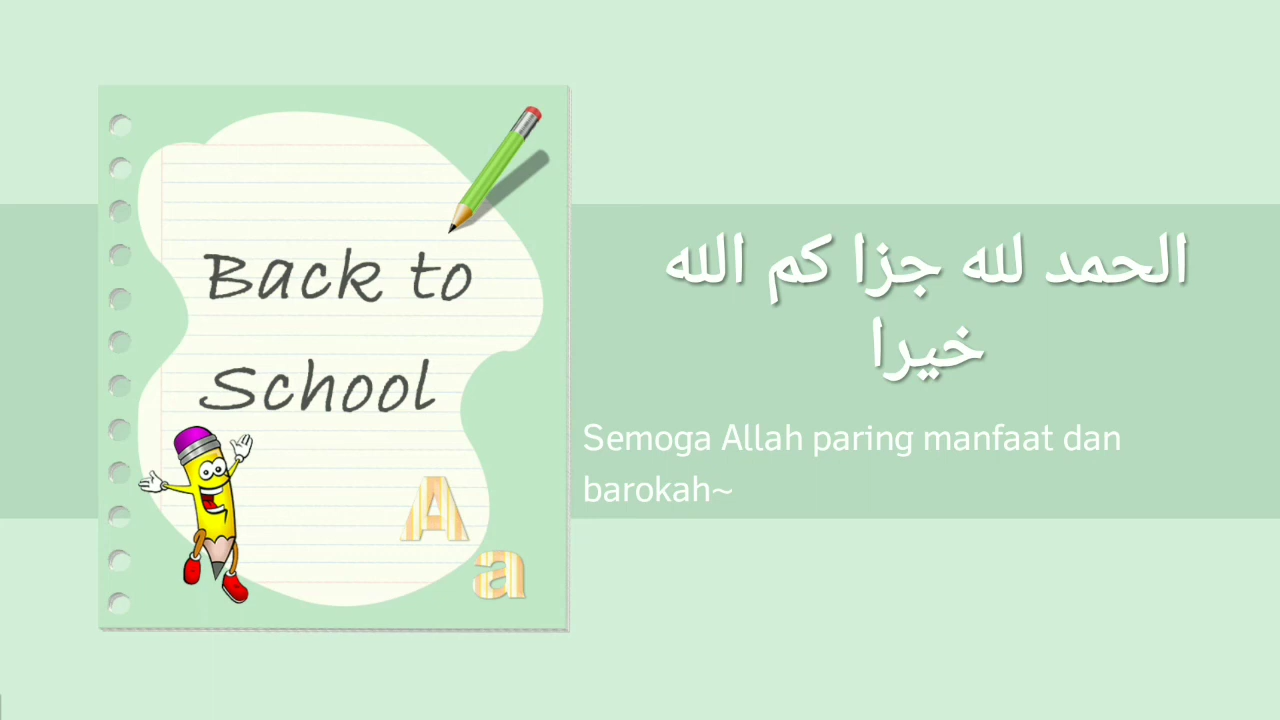 Back to
School
A
a
الحمد لله جزا كم الله
خيرا
Semoga Allah paring manfaat dan
barokah~